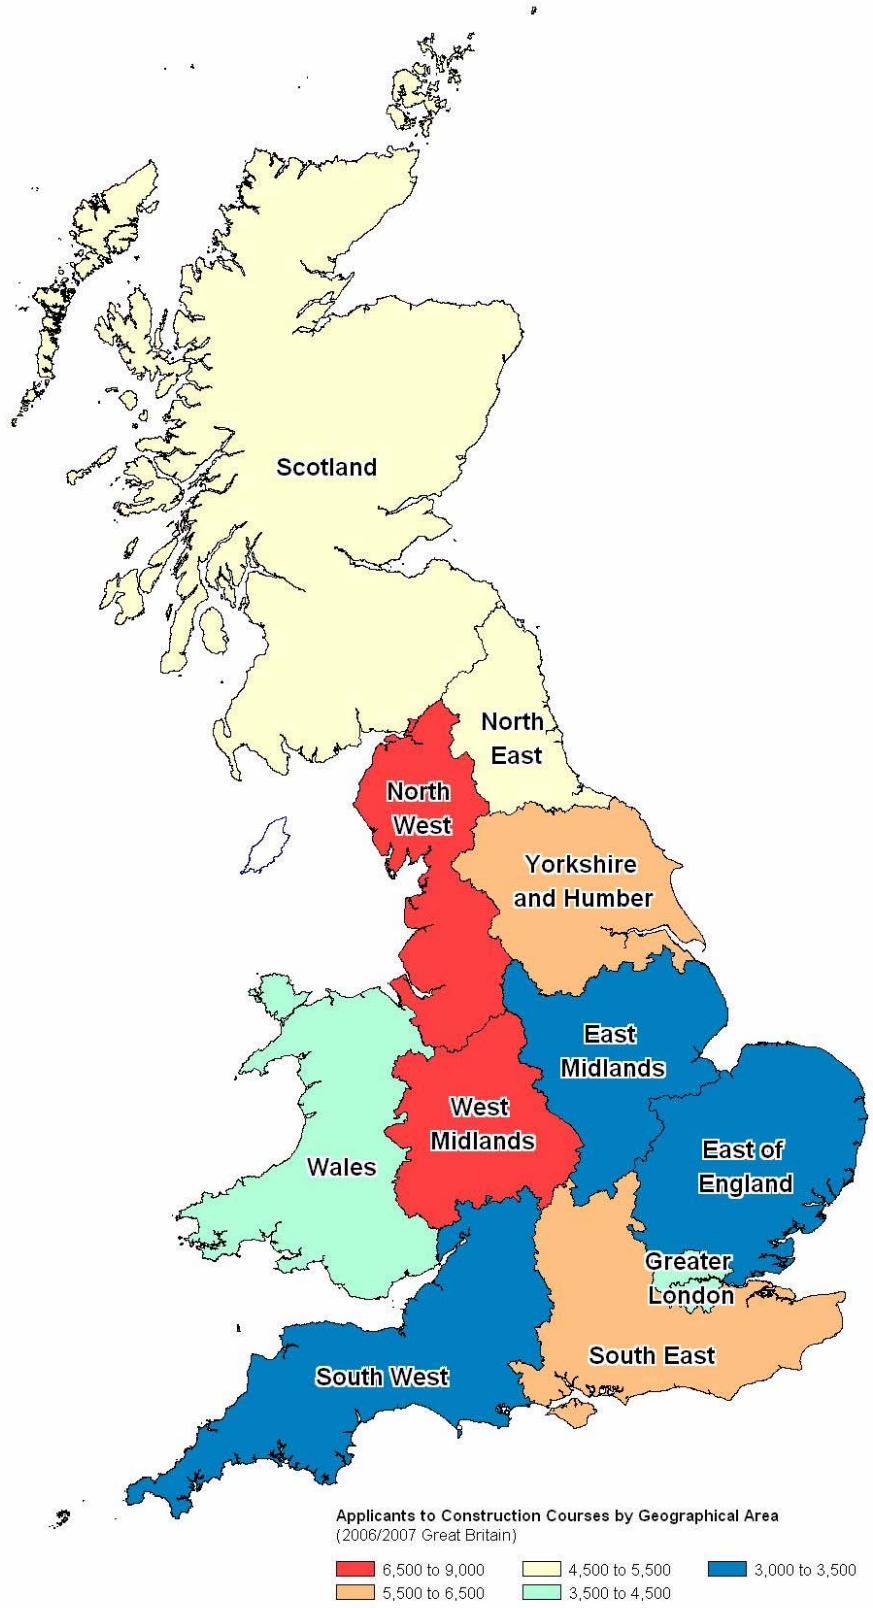 Scotland
North
East
North
West
Yorkshire
and Humber
East
Midlands
West
Midlands
Wales
East of
England
Greater
London
South East
South West
Applicants to Construction Courses by Geographical Area
(2006/2007 Great Britain)
6,500 to 9,000 4,500 to 5,500 3,000 to 3,500
5,500 to 6,500 3,500 to 4,500